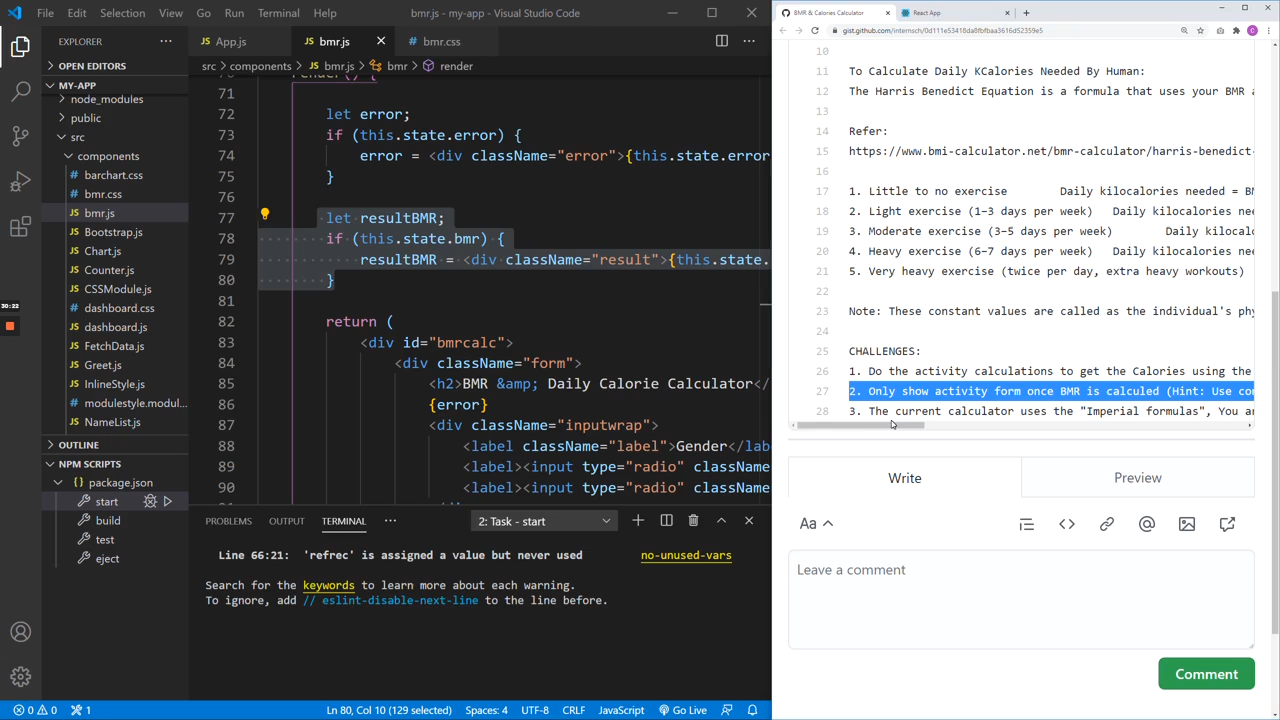 File Edit Selection View Go Run Terminal Help bmr.js - my-app - Visual Studio Code
EXPLORER
OPEN EDITORS
MY-APP
node_modules
public
src
components
barchart.css
bmr.css
bmr.js
Bootstrap.js
Chart.js
Counter.js
CSSModule.js
dashboard.css
dashboard.js
FetchData.js
Greet.js
InlineStyle.js
module.modul...
NameList.js
OUTLINE
NPM SCRIPTS
package.json
start
build
test
eject
30:22
App.js bmr.js bmr.css
src > components > bmr.js > bmr > render
70 render() {
71
72 let error;
73 if (this.state.error) {
74 error = <div className="error">{this.state.error
75 }
76
77 let resultBMR;
78 if (this.state.bmr) {
79 resultBMR = <div className="result">{this.state.
80 }
81
82 return (
83 <div id="bmrcalc">
84 <div className="form">
85 <h2>BMR &amp; Daily Calorie Calculator</
86 {error}
87 <div className="inputwrap">
88 <label className="label">Gender</lab
89 <label><input type="radio" classNam
90 <label><input type="radio" classNam
PROBLEMS OUTPUT TERMINAL ··· 2: Task - start
Line 66:21: 'refrec' is assigned a value but never used no-unused-vars
Search for the keywords to learn more about each warning.
To ignore, add // eslint-disable-next-line to the line before.
0 0 1 Ln 80, Col 10 (129 selected) Spaces: 4 UTF-8 CRLF JavaScript Go Live
BMR & Calories Calculator React App
gist.github.com/internsch/0d111e53418da8fbfbaa3616d52359e5
10
11 To Calculate Daily KCalories Needed By Human:
12 The Harris Benedict Equation is a formula that uses your BMR a
13
14 Refer:
15 https://www.bmi-calculator.net/bmr-calculator/harris-benedict-
16
17 1. Little to no exercise Daily kilocalories needed = BM
18 2. Light exercise (1–3 days per week) Daily kilocalories nee
19 3. Moderate exercise (3–5 days per week) Daily kilocalo
20 4. Heavy exercise (6–7 days per week) Daily kilocalories nee
21 5. Very heavy exercise (twice per day, extra heavy workouts)
22
23 Note: These constant values are called as the individual's phy
24
25 CHALLENGES:
26 1. Do the activity calculations to get the Calories using the
27 2. Only show activity form once BMR is calculed (Hint: Use con
28 3. The current calculator uses the "Imperial formulas", You an
Write Preview
Aa
Leave a comment
Comment